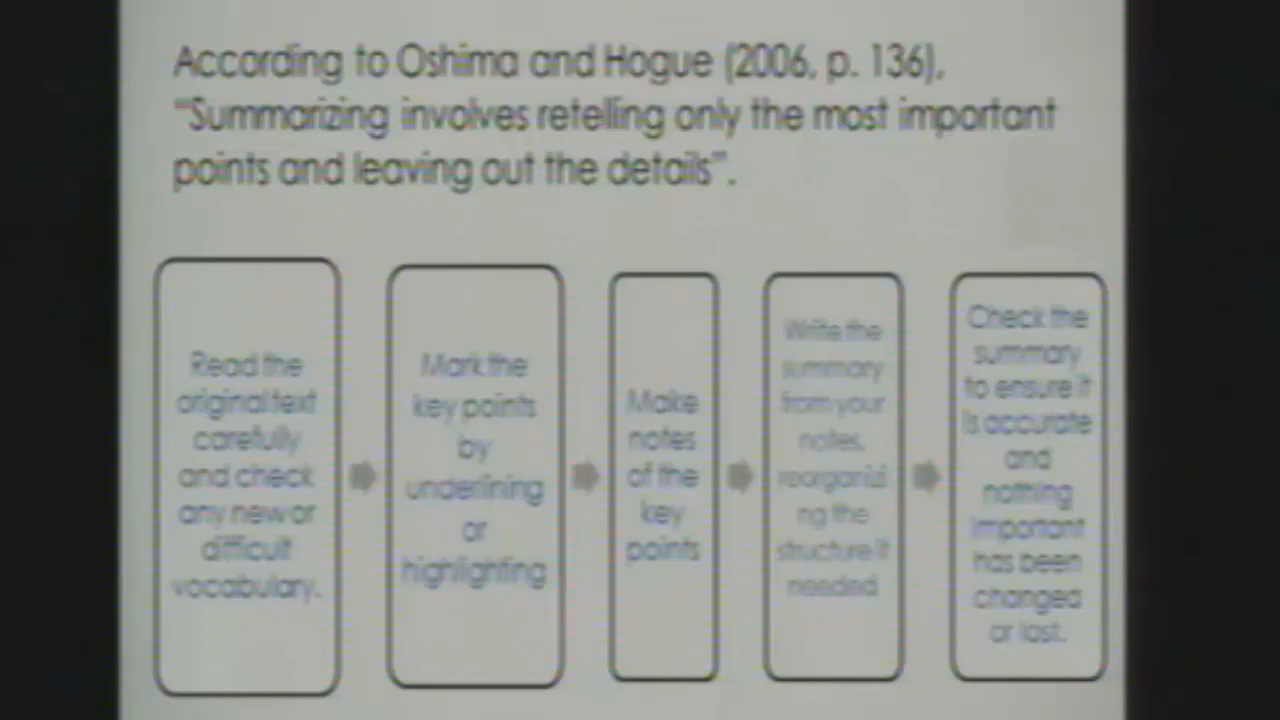 According to Oshima and Hogue (2006, p. 136),
"Summarizing involves retelling only the most important
points and leaving out the details".
Read the
original text
carefully
and check
any new or
difficult
vocabulary.
Mark the
key points
by
underlining
or
highlighting
Make
notes
of the
key
points
Write the
summary
from your
notes,
reorganizi
ng the
structure if
needed
Check the
summary
to ensure it
is accurate
and
nothing
important
has been
changed
or lost.